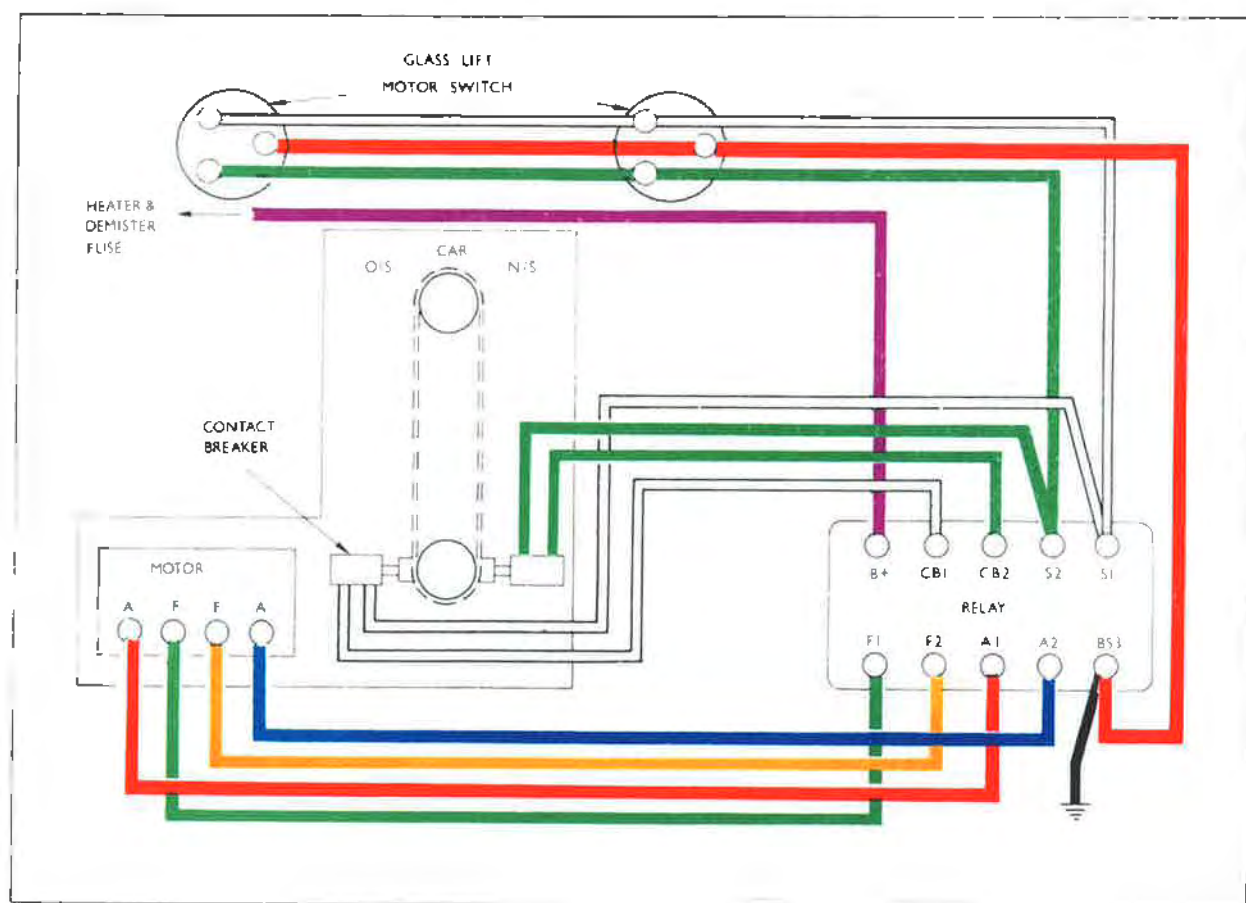 GLASS LIFT
MOTOR SWITCH
HEATER &
DEMISTER
FUSE
CAR
O/S
N/S
CONTACT
BREAKER
MOTOR
A F F A
B+ CB1 CB2 S2 S1
RELAY
F1 F2 A1 A2 BS3